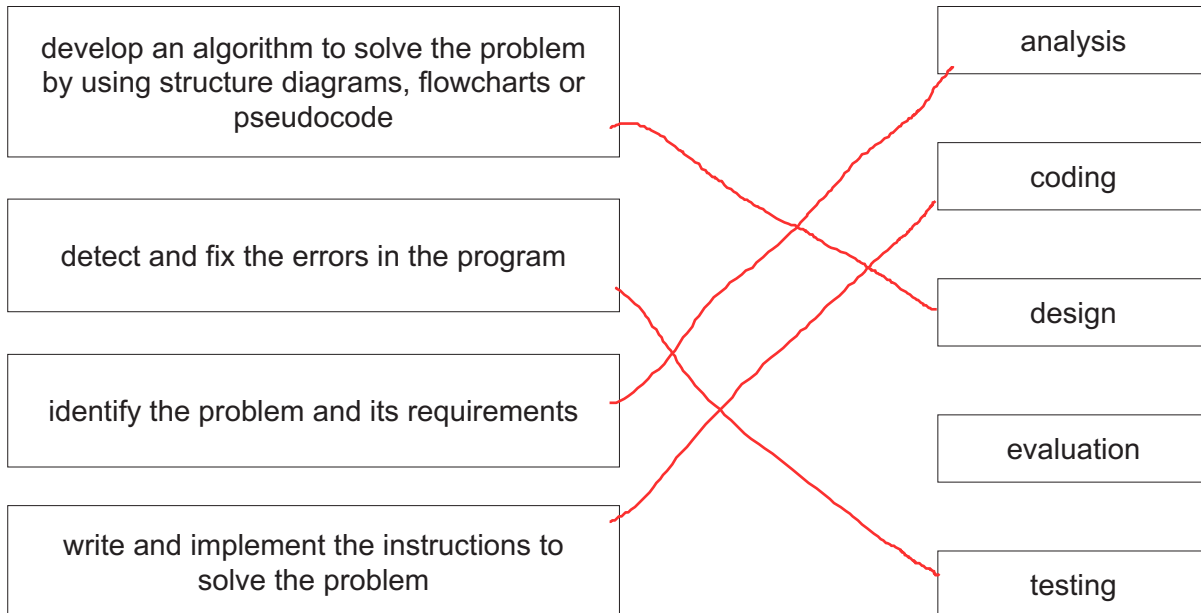 develop an algorithm to solve the problem
by using structure diagrams, flowcharts or
pseudocode
detect and fix the errors in the program
identify the problem and its requirements
write and implement the instructions to
solve the problem
analysis
coding
design
evaluation
testing